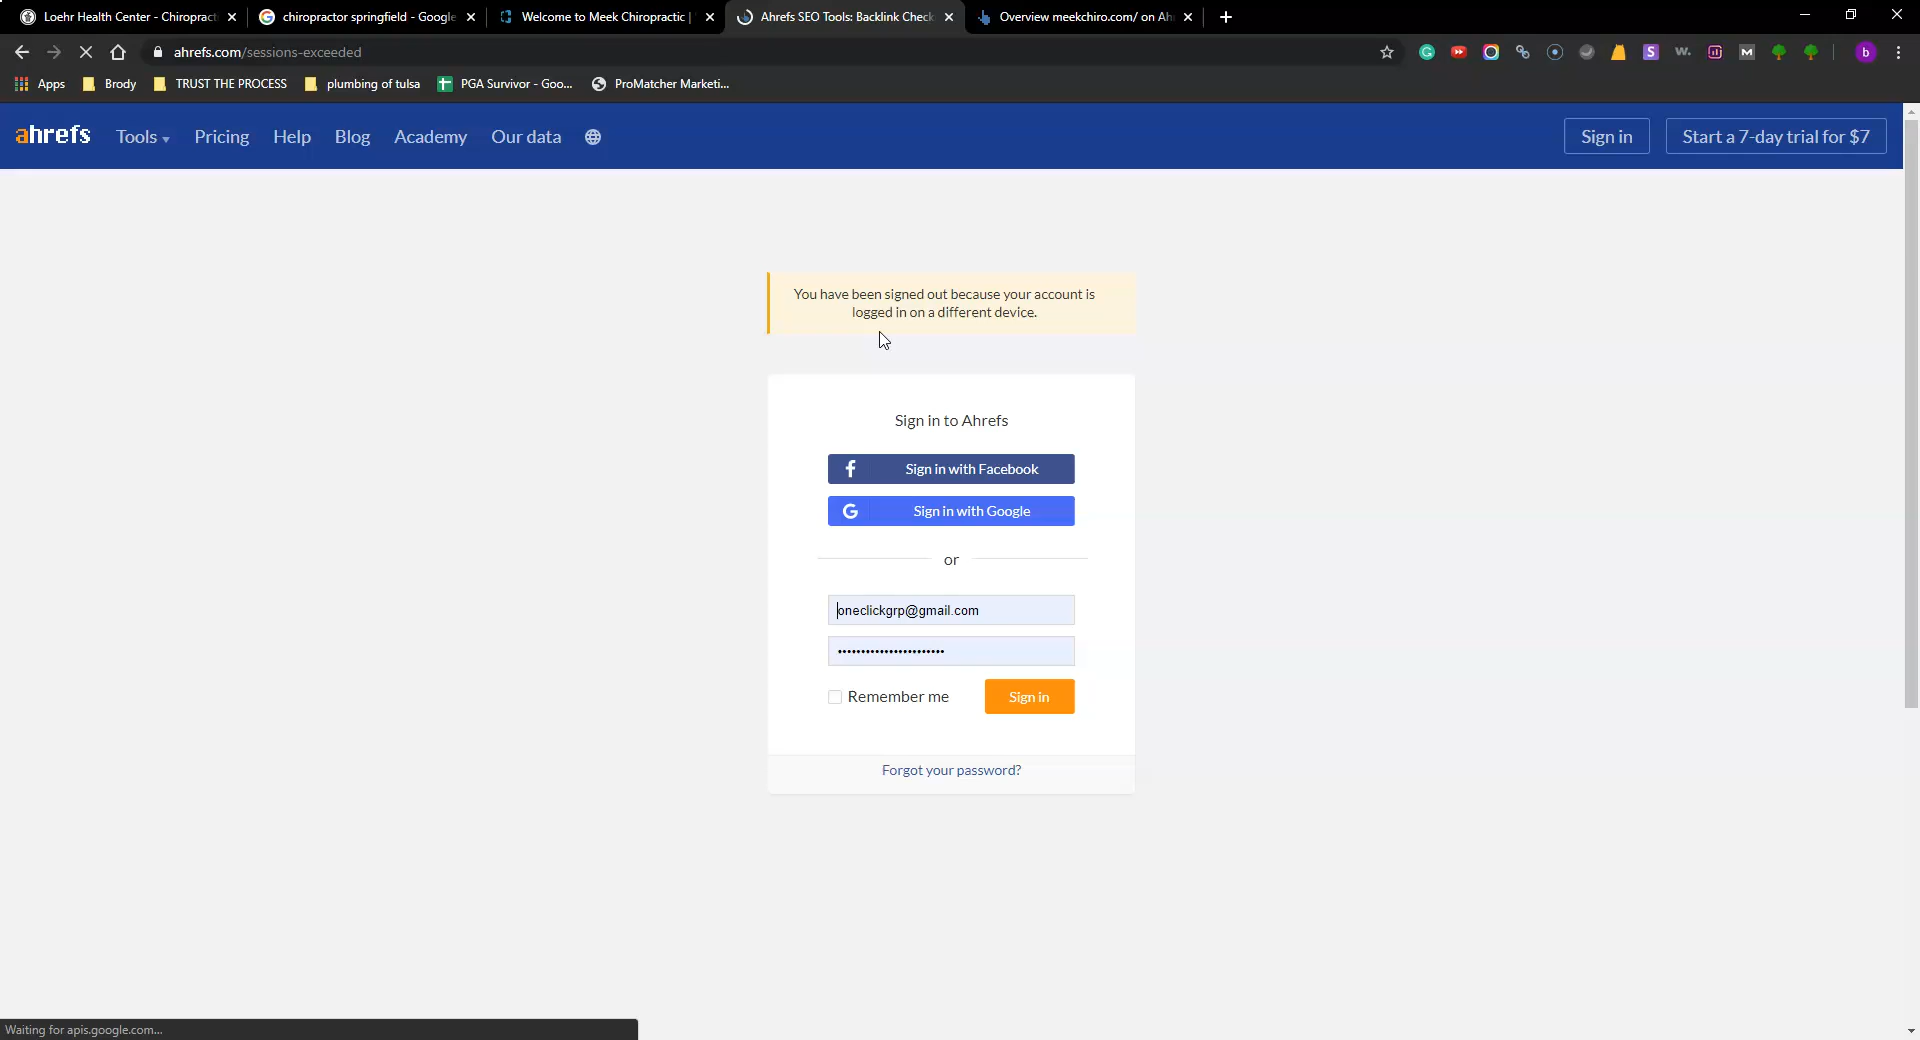 Loehr Health Center - Chiropract
chiropractor springfield - Google
Welcome to Meek Chiropractic |
Ahrefs SEO Tools: Backlink Check
Overview meekchiro.com/ on Ah
ahrefs.com/sessions-exceeded
Apps
Brody
TRUST THE PROCESS
plumbing of tulsa
PGA Survivor - Goo...
ProMatcher Marketi...
ahrefs
Tools
Pricing
Help
Blog
Academy
Our data
Sign in
Start a 7-day trial for $7
You have been signed out because your account is
logged in on a different device.
Sign in to Ahrefs
Sign in with Facebook
Sign in with Google
or
oneclickgrp@gmail.com
Remember me
Sign in
Forgot your password?
Waiting for apis.google.com...